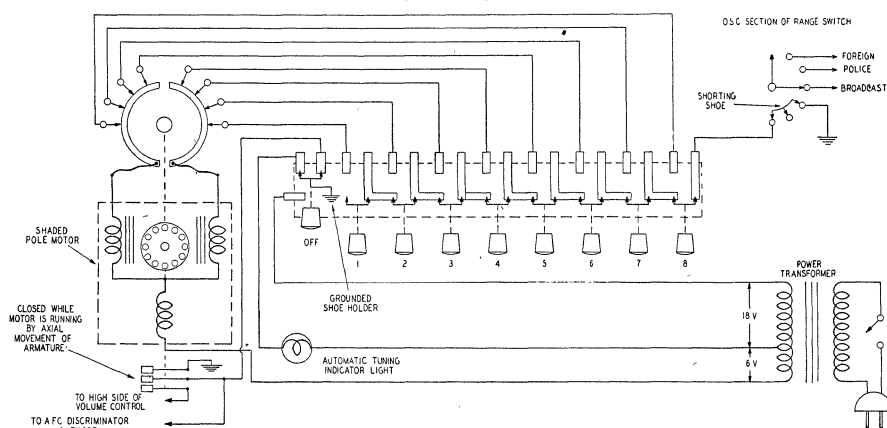 O.S.C SECTION OF RANGE SWITCH
FOREIGN
POLICE
BROADCAST
SHORTING
SHOE
SHADED
POLE MOTOR
OFF
1 2 3 4 5 6 7 8
GROUNDED
SHOE HOLDER
POWER
TRANSFORMER
CLOSED WHILE
MOTOR IS RUNNING
BY AXIAL
MOVEMENT OF
ARMATURE
18 V
6 V
AUTOMATIC TUNING
INDICATOR LIGHT
TO HIGH SIDE OF
VOLUME CONTROL
TO A F C DISCRIMINATOR